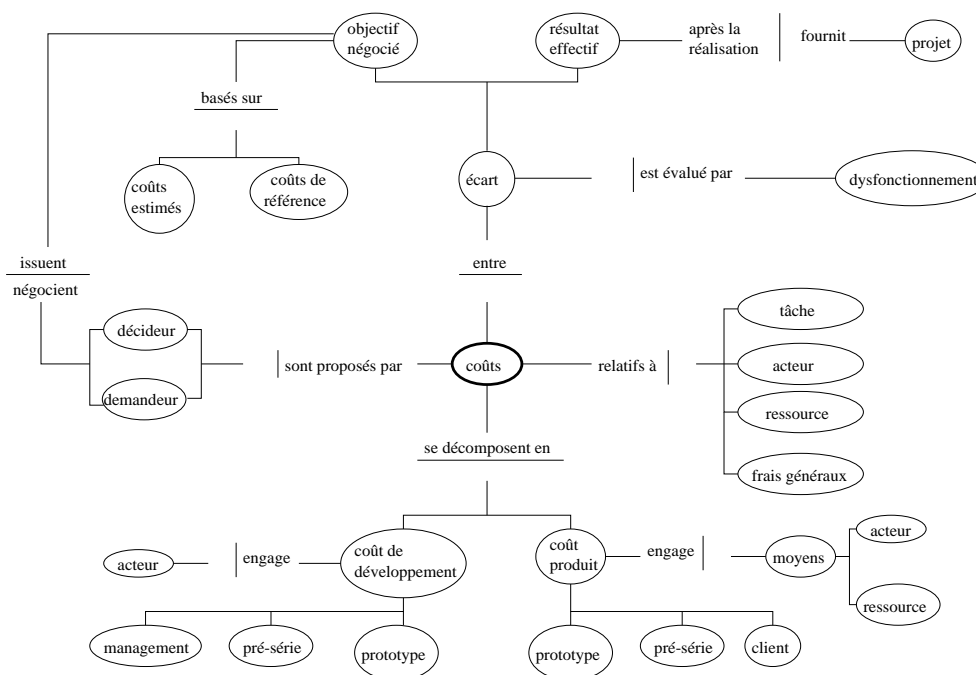 objectif
négocié
résultat
effectif
après la
réalisation
fournit
projet
basés sur
coûts
estimés
coûts de
référence
écart
est évalué par
dysfonctionnement
issuent
négocient
entre
décideur
demandeur
sont proposés par
coûts
relatifs à
tâche
acteur
ressource
frais généraux
se décomposent en
acteur
engage
coût de
développement
coût
produit
engage
moyens
acteur
ressource
management
pré-série
prototype
prototype
pré-série
client